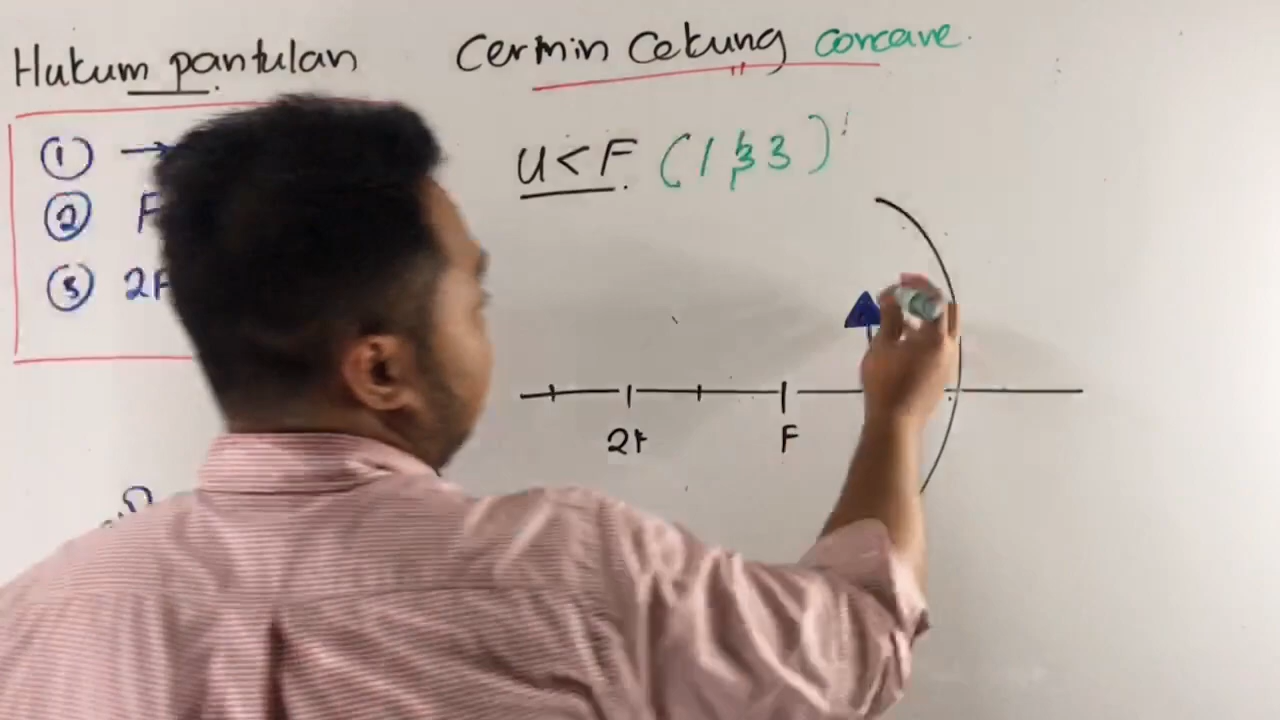 Hukum pantulan
Cermin Cekung concave.
① →
② F
③ 2F
U < F. (1 & 3)
2F
F